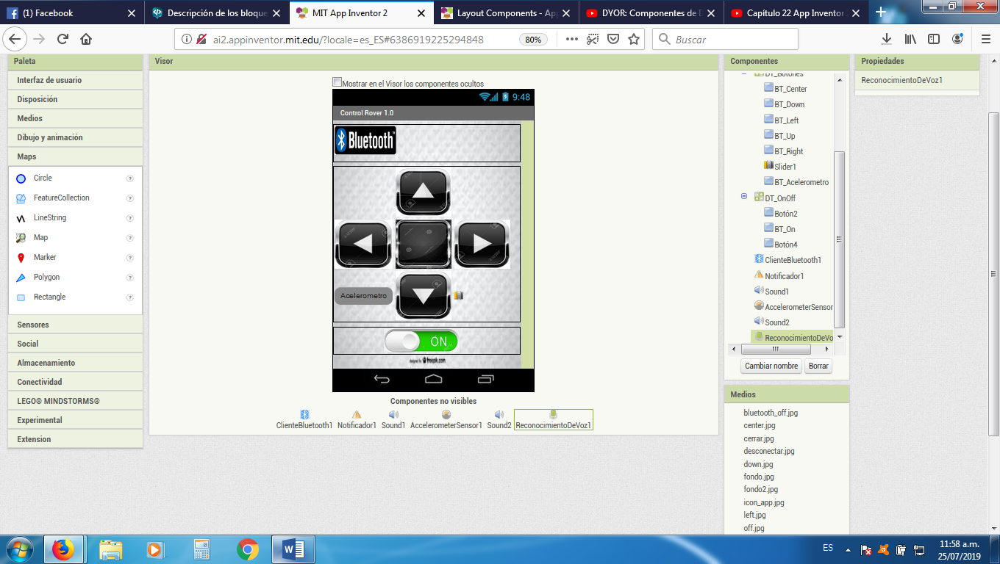 (1) Facebook
Descripción de los bloque
MIT App Inventor 2
Layout Components - App
DYOR: Componentes de D
Capitulo 22 App Inventor
ai2.appinventor.mit.edu/?locale=es_ES#6386919225294848
80%
Buscar
Paleta
Interfaz de usuario
Disposición
Medios
Dibujo y animación
Maps
Circle
FeatureCollection
LineString
Map
Marker
Polygon
Rectangle
Sensores
Social
Almacenamiento
Conectividad
LEGO® MINDSTORMS®
Experimental
Extension
Visor
Mostrar en el Visor los componentes ocultos
9:48
Control Rover 1.0
Bluetooth™
Acelerometro
ON
designed by freepik.com
Componentes no visibles
ClienteBluetooth1
Notificador1
Sound1
AccelerometerSensor1
Sound2
ReconocimientoDeVoz1
Componentes
DT_Botones
BT_Center
BT_Down
BT_Left
BT_Up
BT_Right
Slider1
BT_Acelerometro
DT_OnOff
Botón2
BT_On
Botón4
ClienteBluetooth1
Notificador1
Sound1
AccelerometerSensor
Sound2
ReconocimientoDeVo
Cambiar nombre
Borrar
Medios
bluetooth_off.jpg
center.jpg
cerrar.jpg
desconectar.jpg
down.jpg
fondo.jpg
fondo2.jpg
icon_app.jpg
left.jpg
off.jpg
Propiedades
ReconocimientoDeVoz1
ES
11:58 a.m.
25/07/2019